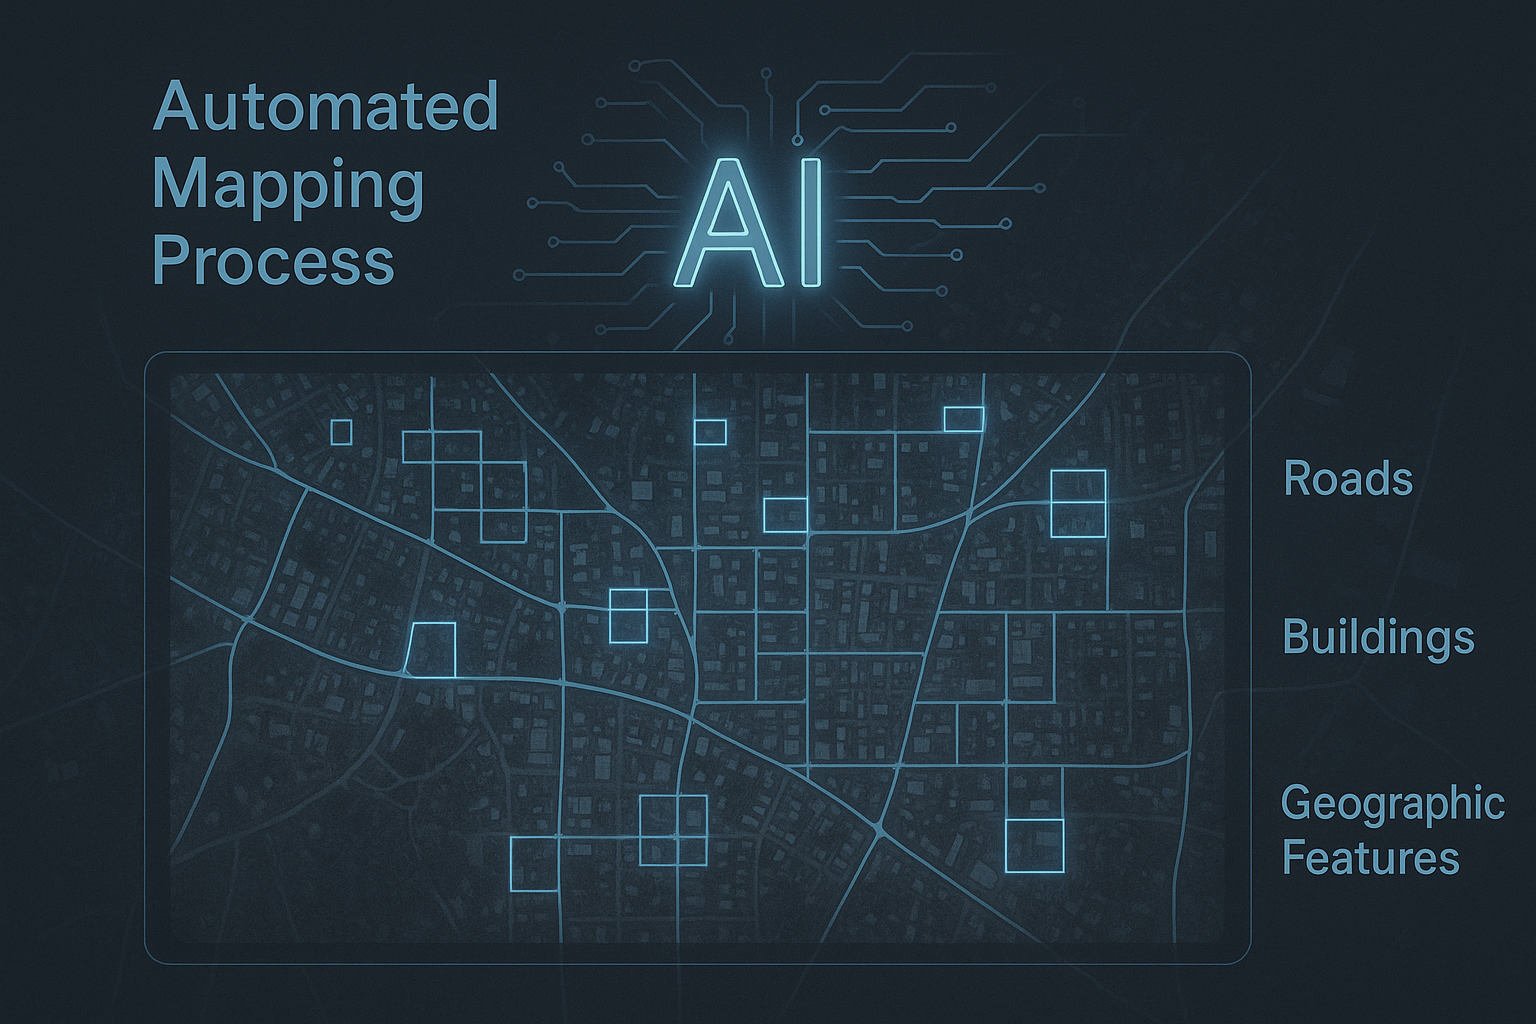 Automated
Mapping
Process
AI
Roads
Buildings
Geographic
Features